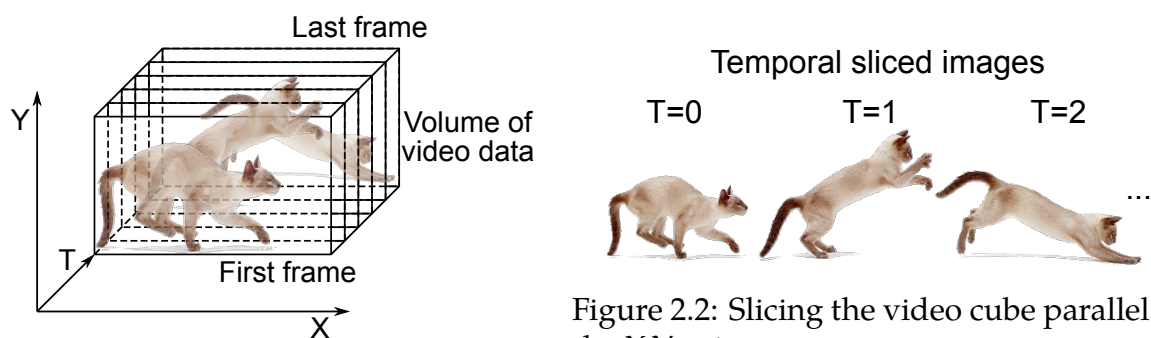 Last frame
Y
Volume of
video data
T
First frame
X
Temporal sliced images
T=0 T=1 T=2
...
Figure 2.2: Slicing the video cube parallel